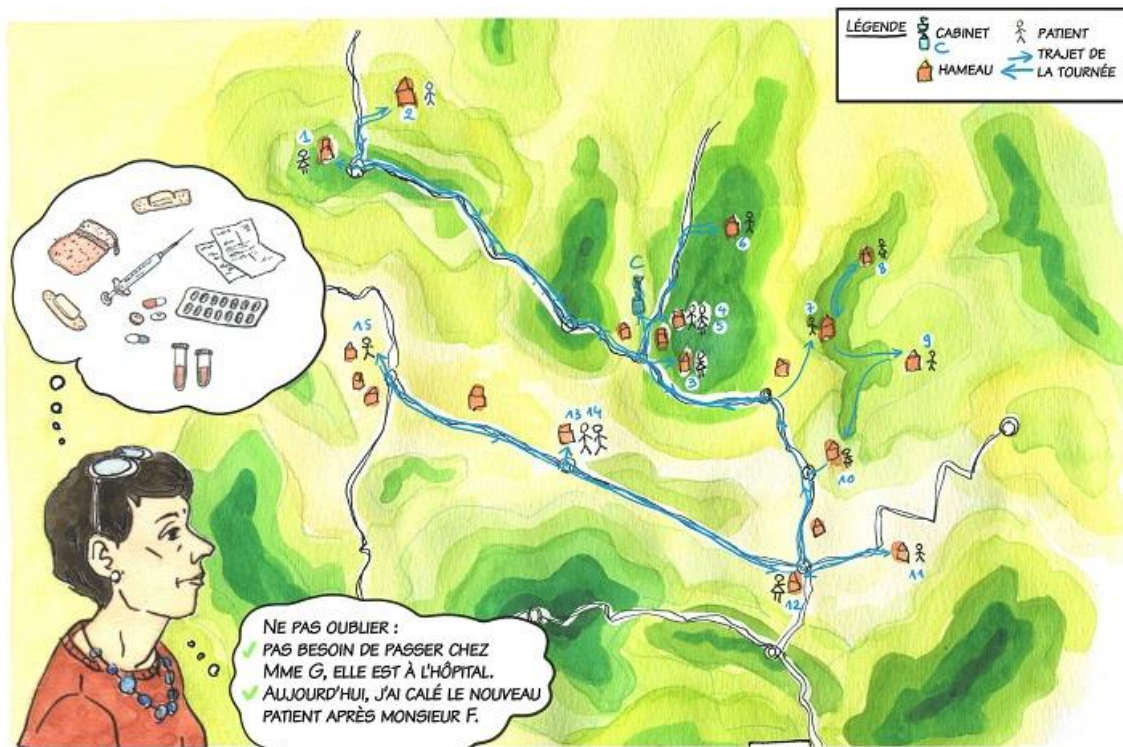 LÉGENDE
CABINET
C
PATIENT
HAMEAU
TRAJET DE
LA TOURNÉE
1
2
C
6
8
4
5
7
9
3
15
13 14
10
11
12
NE PAS OUBLIER :
PAS BESOIN DE PASSER CHEZ
MME G, ELLE EST À L'HÔPITAL.
AUJOURD'HUI, J'AI CALÉ LE NOUVEAU
PATIENT APRÈS MONSIEUR F.